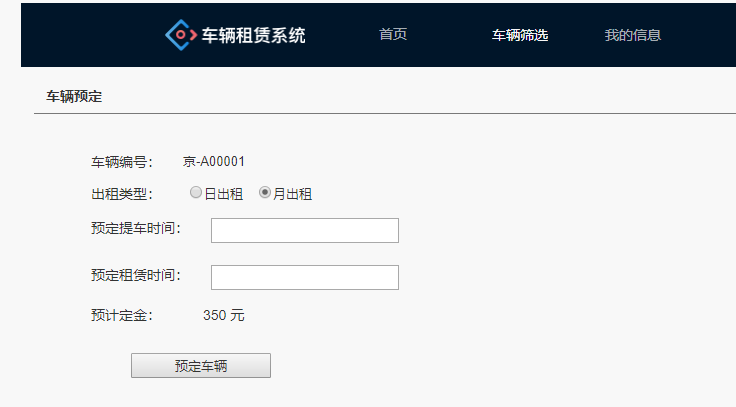 车辆租赁系统 首页 车辆筛选 我的信息
车辆预定
车辆编号： 京-A00001
出租类型： 日出租 月出租
预定提车时间：
预定租赁时间：
预计定金： 350 元
预定车辆